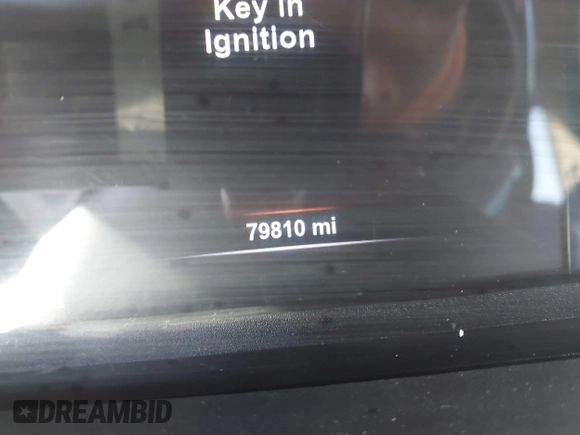 Key in
Ignition
79810 mi
DREAMBID